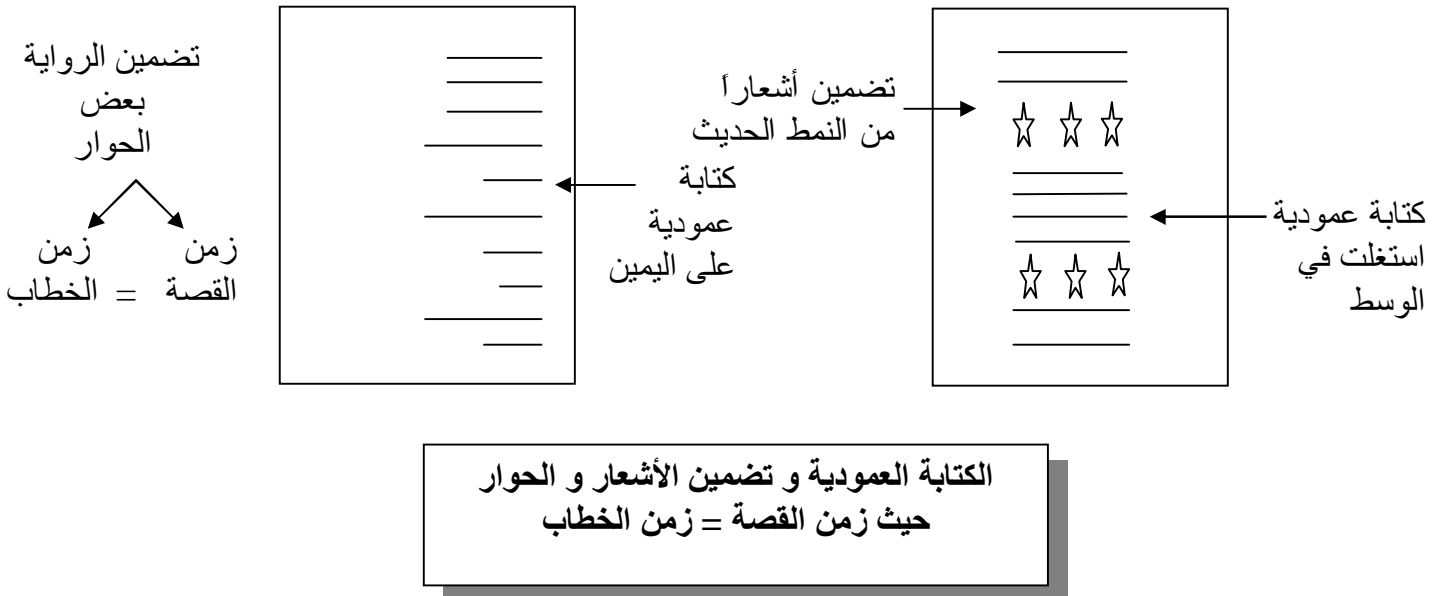 تضمين أشعاراً
من النمط الحديث
كتابة عمودية
استغلت في
الوسط
كتابة
عمودية
على اليمين
تضمين الرواية
بعض
الحوار
زمن زمن
القصة = الخطاب
الكتابة العمودية و تضمين الأشعار و الحوار
حيث زمن القصة = زمن الخطاب